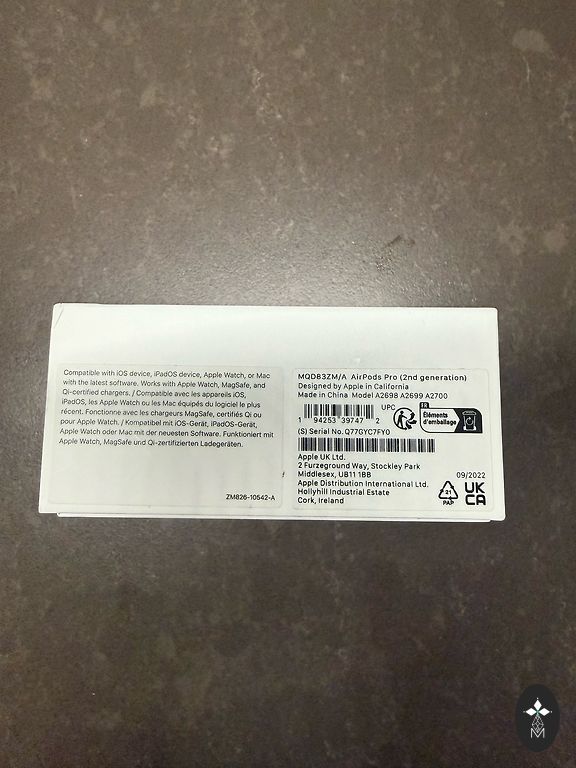 Compatible with iOS device, iPadOS device, Apple Watch, or Mac
with the latest software. Works with Apple Watch, MagSafe, and
Qi-certified chargers. / Compatible avec les appareils iOS,
iPadOS, les Apple Watch ou les Mac équipés du logiciel le plus
récent. Fonctionne avec les chargeurs MagSafe, certifiés Qi ou
pour Apple Watch. / Kompatibel mit iOS-Gerät, iPadOS-Gerät,
Apple Watch oder Mac mit der neuesten Software. Funktioniert mit
Apple Watch, MagSafe und Qi-zertifizierten Ladegeräten.
ZM826-10542-A
MQD83ZM/A AirPods Pro (2nd generation)
Designed by Apple in California
Made in China Model A2698 A2699 A2700
UPC
1 94253 39747 2
FR
Éléments
d'emballage
(S) Serial No. Q77GYC7FY0
Apple UK Ltd.
2 Furzeground Way, Stockley Park
Middlesex, UB11 1BB
Apple Distribution International Ltd.
Hollyhill Industrial Estate
Cork, Ireland
09/2022
21
PAP
UK
CA
M